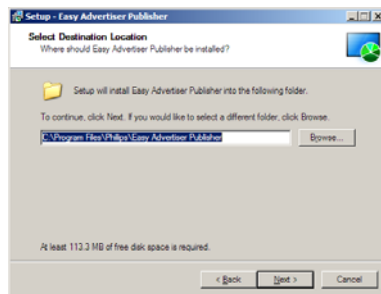 Setup - Easy Advertiser Publisher
Select Destination Location
Where should Easy Advertiser Publisher be installed?
Setup will install Easy Advertiser Publisher into the following folder.
To continue, click Next. If you would like to select a different folder, click Browse.
C:\Program Files\Philips\Easy Advertiser Publisher
Browse...
At least 113.3 MB of free disk space is required.
< Back
Next >
Cancel